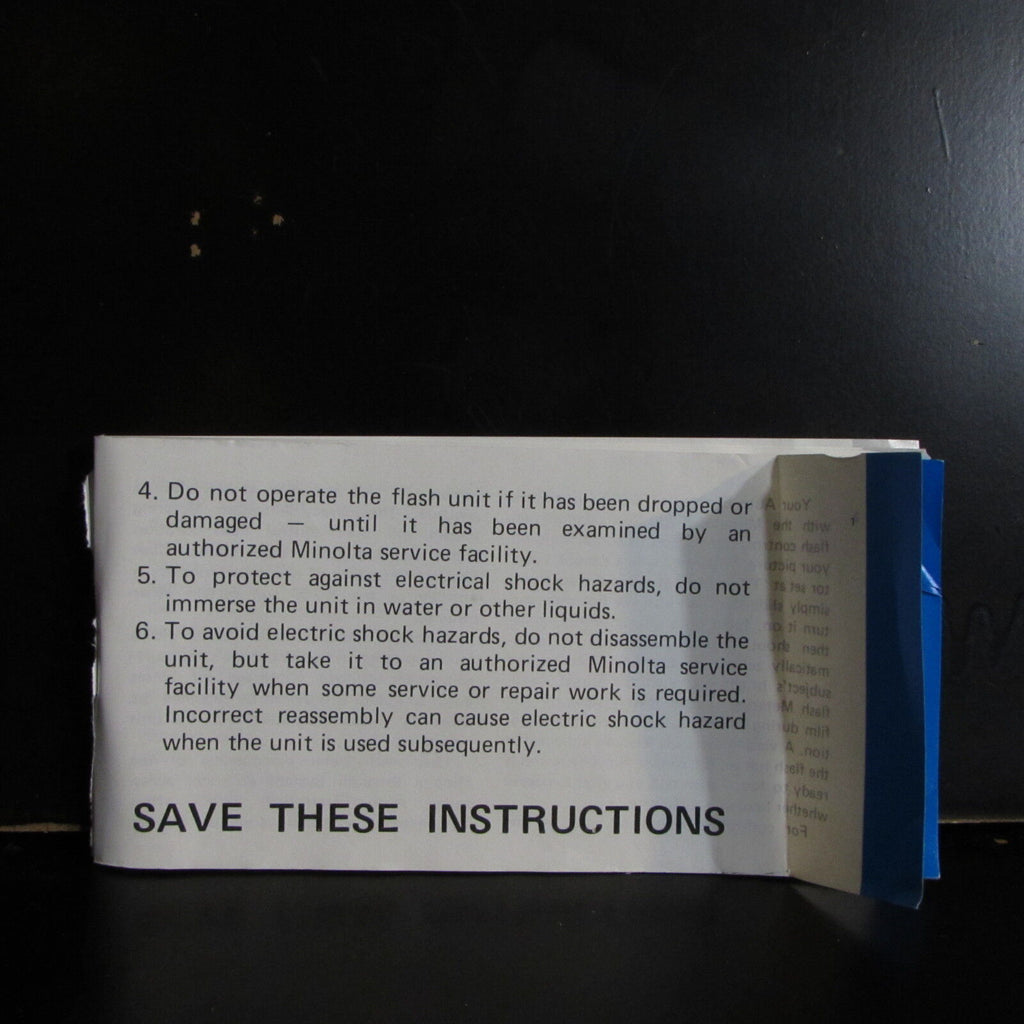 4. Do not operate the flash unit if it has been dropped or
damaged — until it has been examined by an
authorized Minolta service facility.
5. To protect against electrical shock hazards, do not
immerse the unit in water or other liquids.
6. To avoid electric shock hazards, do not disassemble the
unit, but take it to an authorized Minolta service
facility when some service or repair work is required.
Incorrect reassembly can cause electric shock hazard
when the unit is used subsequently.
SAVE THESE INSTRUCTIONS